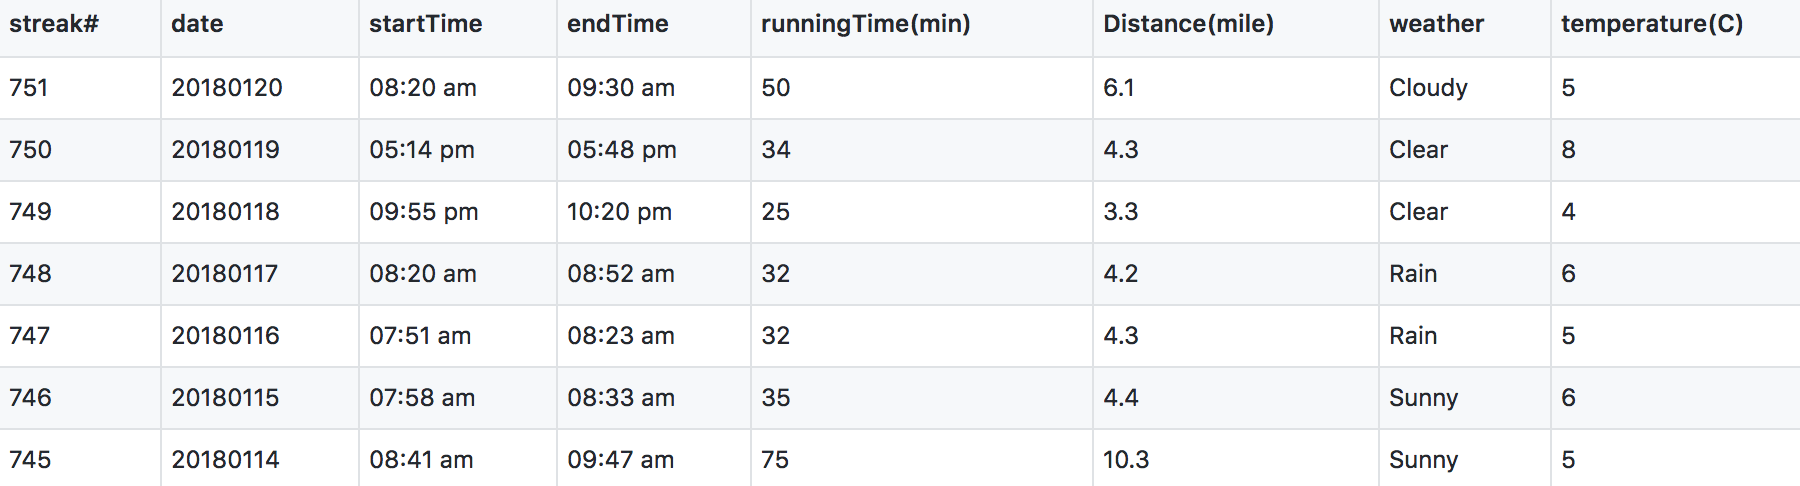 streak# date startTime endTime runningTime(min) Distance(mile) weather temperature(C)
751 20180120 08:20 am 09:30 am 50 6.1 Cloudy 5
750 20180119 05:14 pm 05:48 pm 34 4.3 Clear 8
749 20180118 09:55 pm 10:20 pm 25 3.3 Clear 4
748 20180117 08:20 am 08:52 am 32 4.2 Rain 6
747 20180116 07:51 am 08:23 am 32 4.3 Rain 5
746 20180115 07:58 am 08:33 am 35 4.4 Sunny 6
745 20180114 08:41 am 09:47 am 75 10.3 Sunny 5